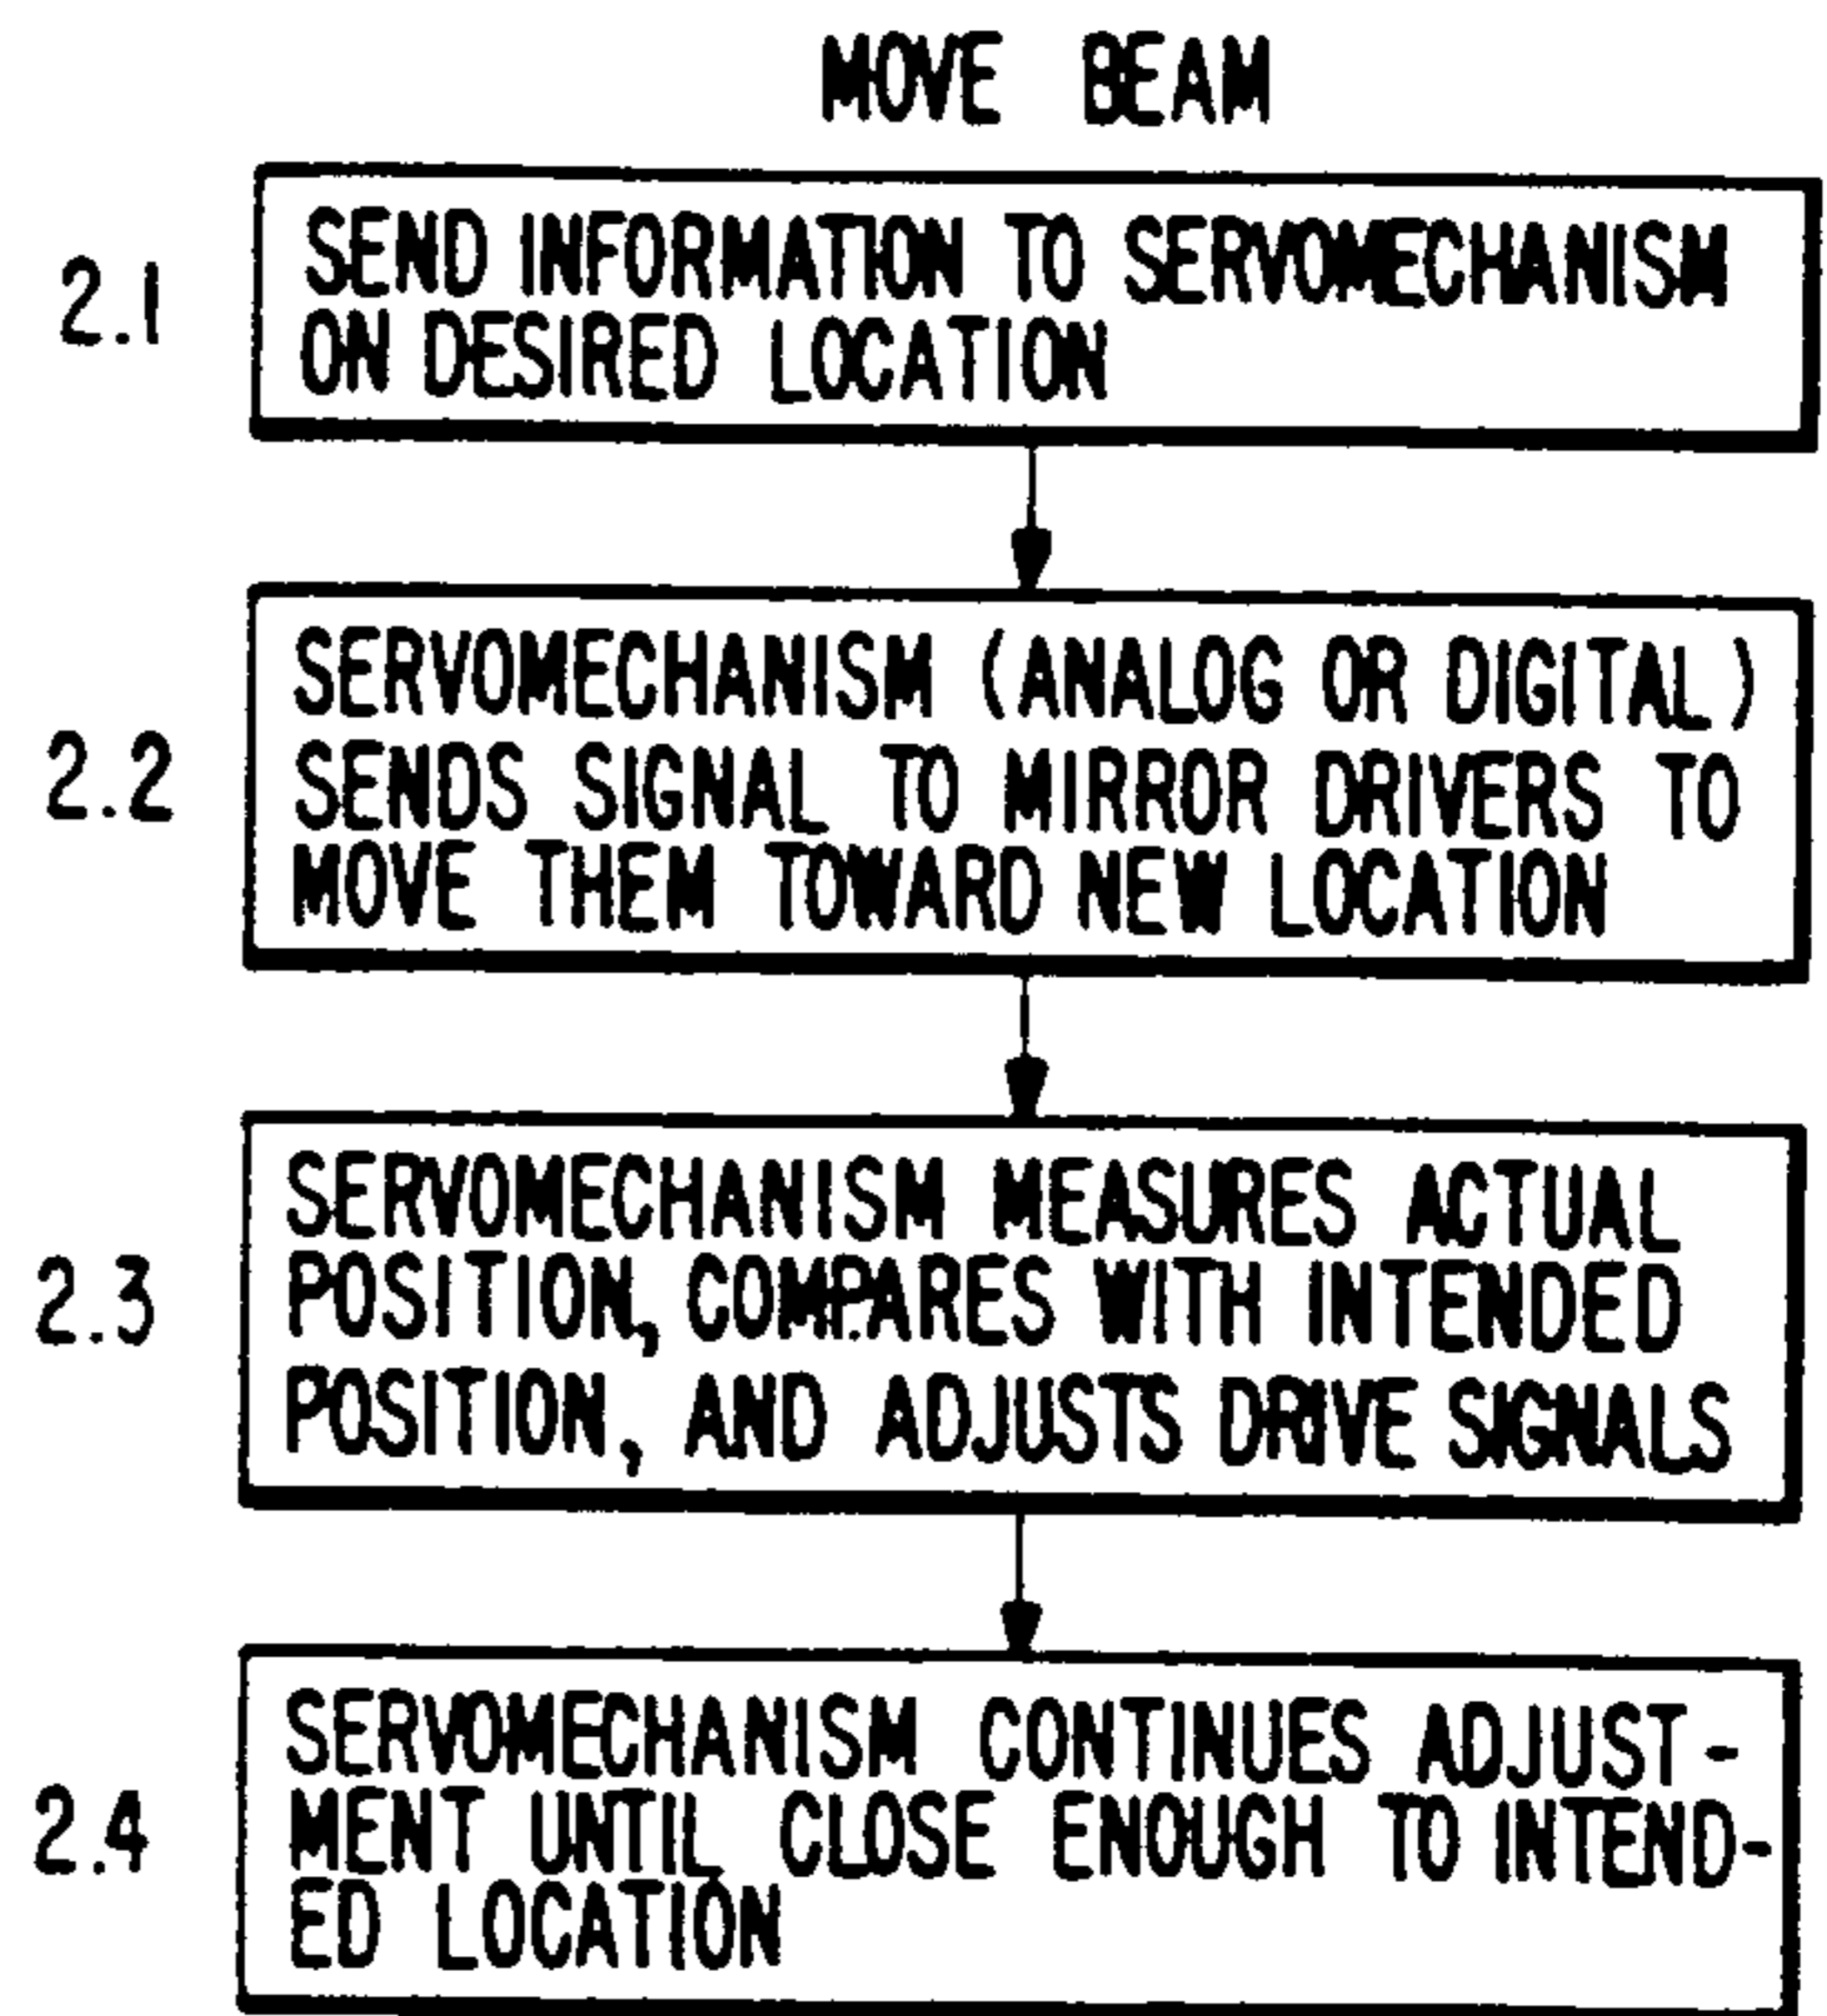 MOVE BEAM
2.1
SEND INFORMATION TO SERVOMECHANISM
ON DESIRED LOCATION
2.2
SERVOMECHANISM (ANALOG OR DIGITAL)
SENDS SIGNAL TO MIRROR DRIVERS TO
MOVE THEM TOWARD NEW LOCATION
2.3
SERVOMECHANISM MEASURES ACTUAL
POSITION, COMPARES WITH INTENDED
POSITION, AND ADJUSTS DRIVE SIGNALS
2.4
SERVOMECHANISM CONTINUES ADJUST-
MENT UNTIL CLOSE ENOUGH TO INTEND-
ED LOCATION